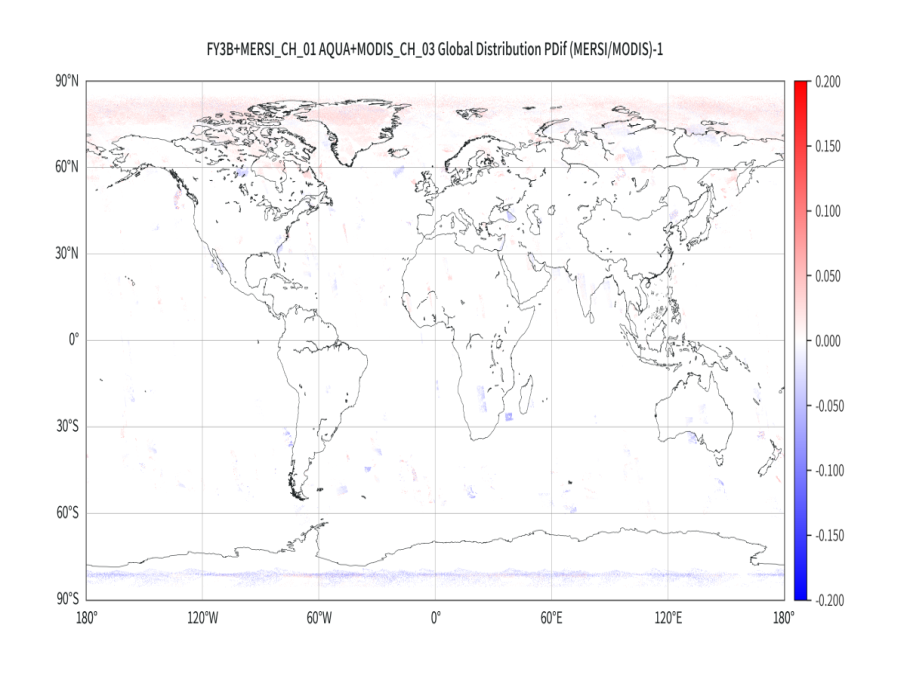 FY3B+MERSI_CH_01 AQUA+MODIS_CH_03 Global Distribution PDif (MERSI/MODIS)-1
90°N
60°N
30°N
0°
30°S
60°S
90°S
180°
120°W
60°W
0°
60°E
120°E
180°
0.200
0.150
0.100
0.050
0.000
-0.050
-0.100
-0.150
-0.200